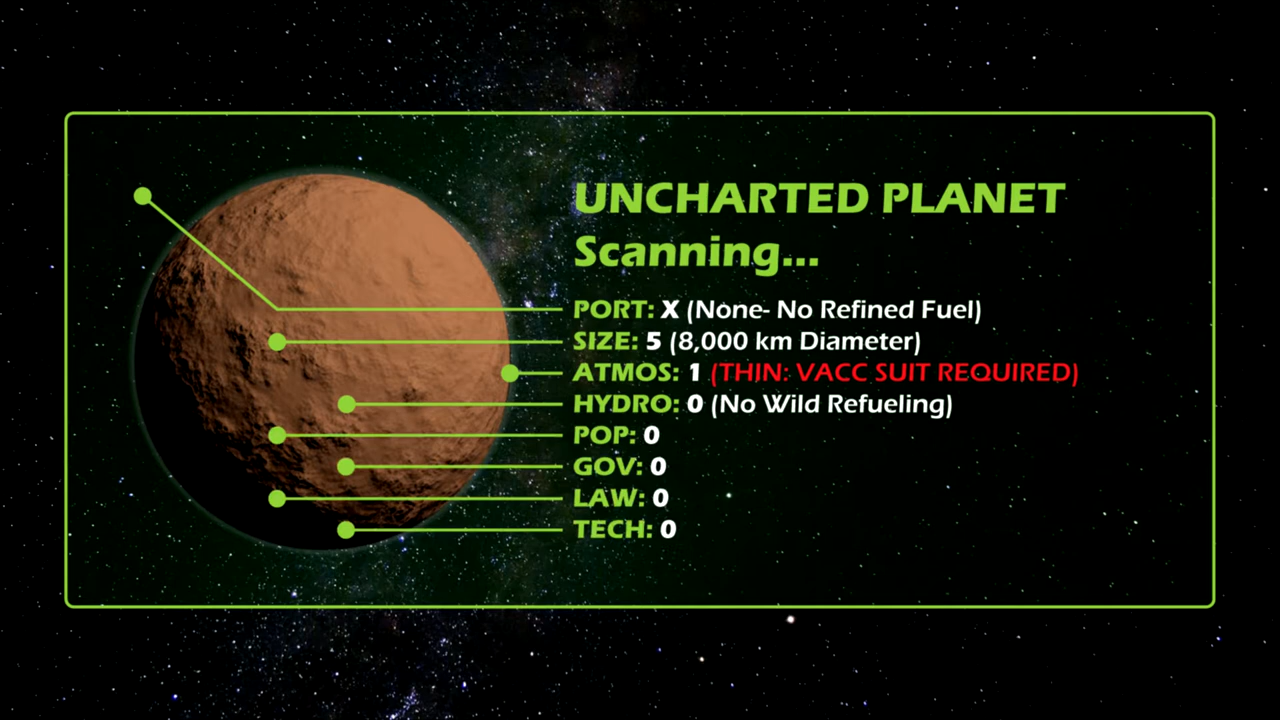 UNCHARTED PLANET
Scanning...
PORT: X (None- No Refined Fuel)
SIZE: 5 (8,000 km Diameter)
ATMOS: 1 (THIN: VACC SUIT REQUIRED)
HYDRO: 0 (No Wild Refueling)
POP: 0
GOV: 0
LAW: 0
TECH: 0